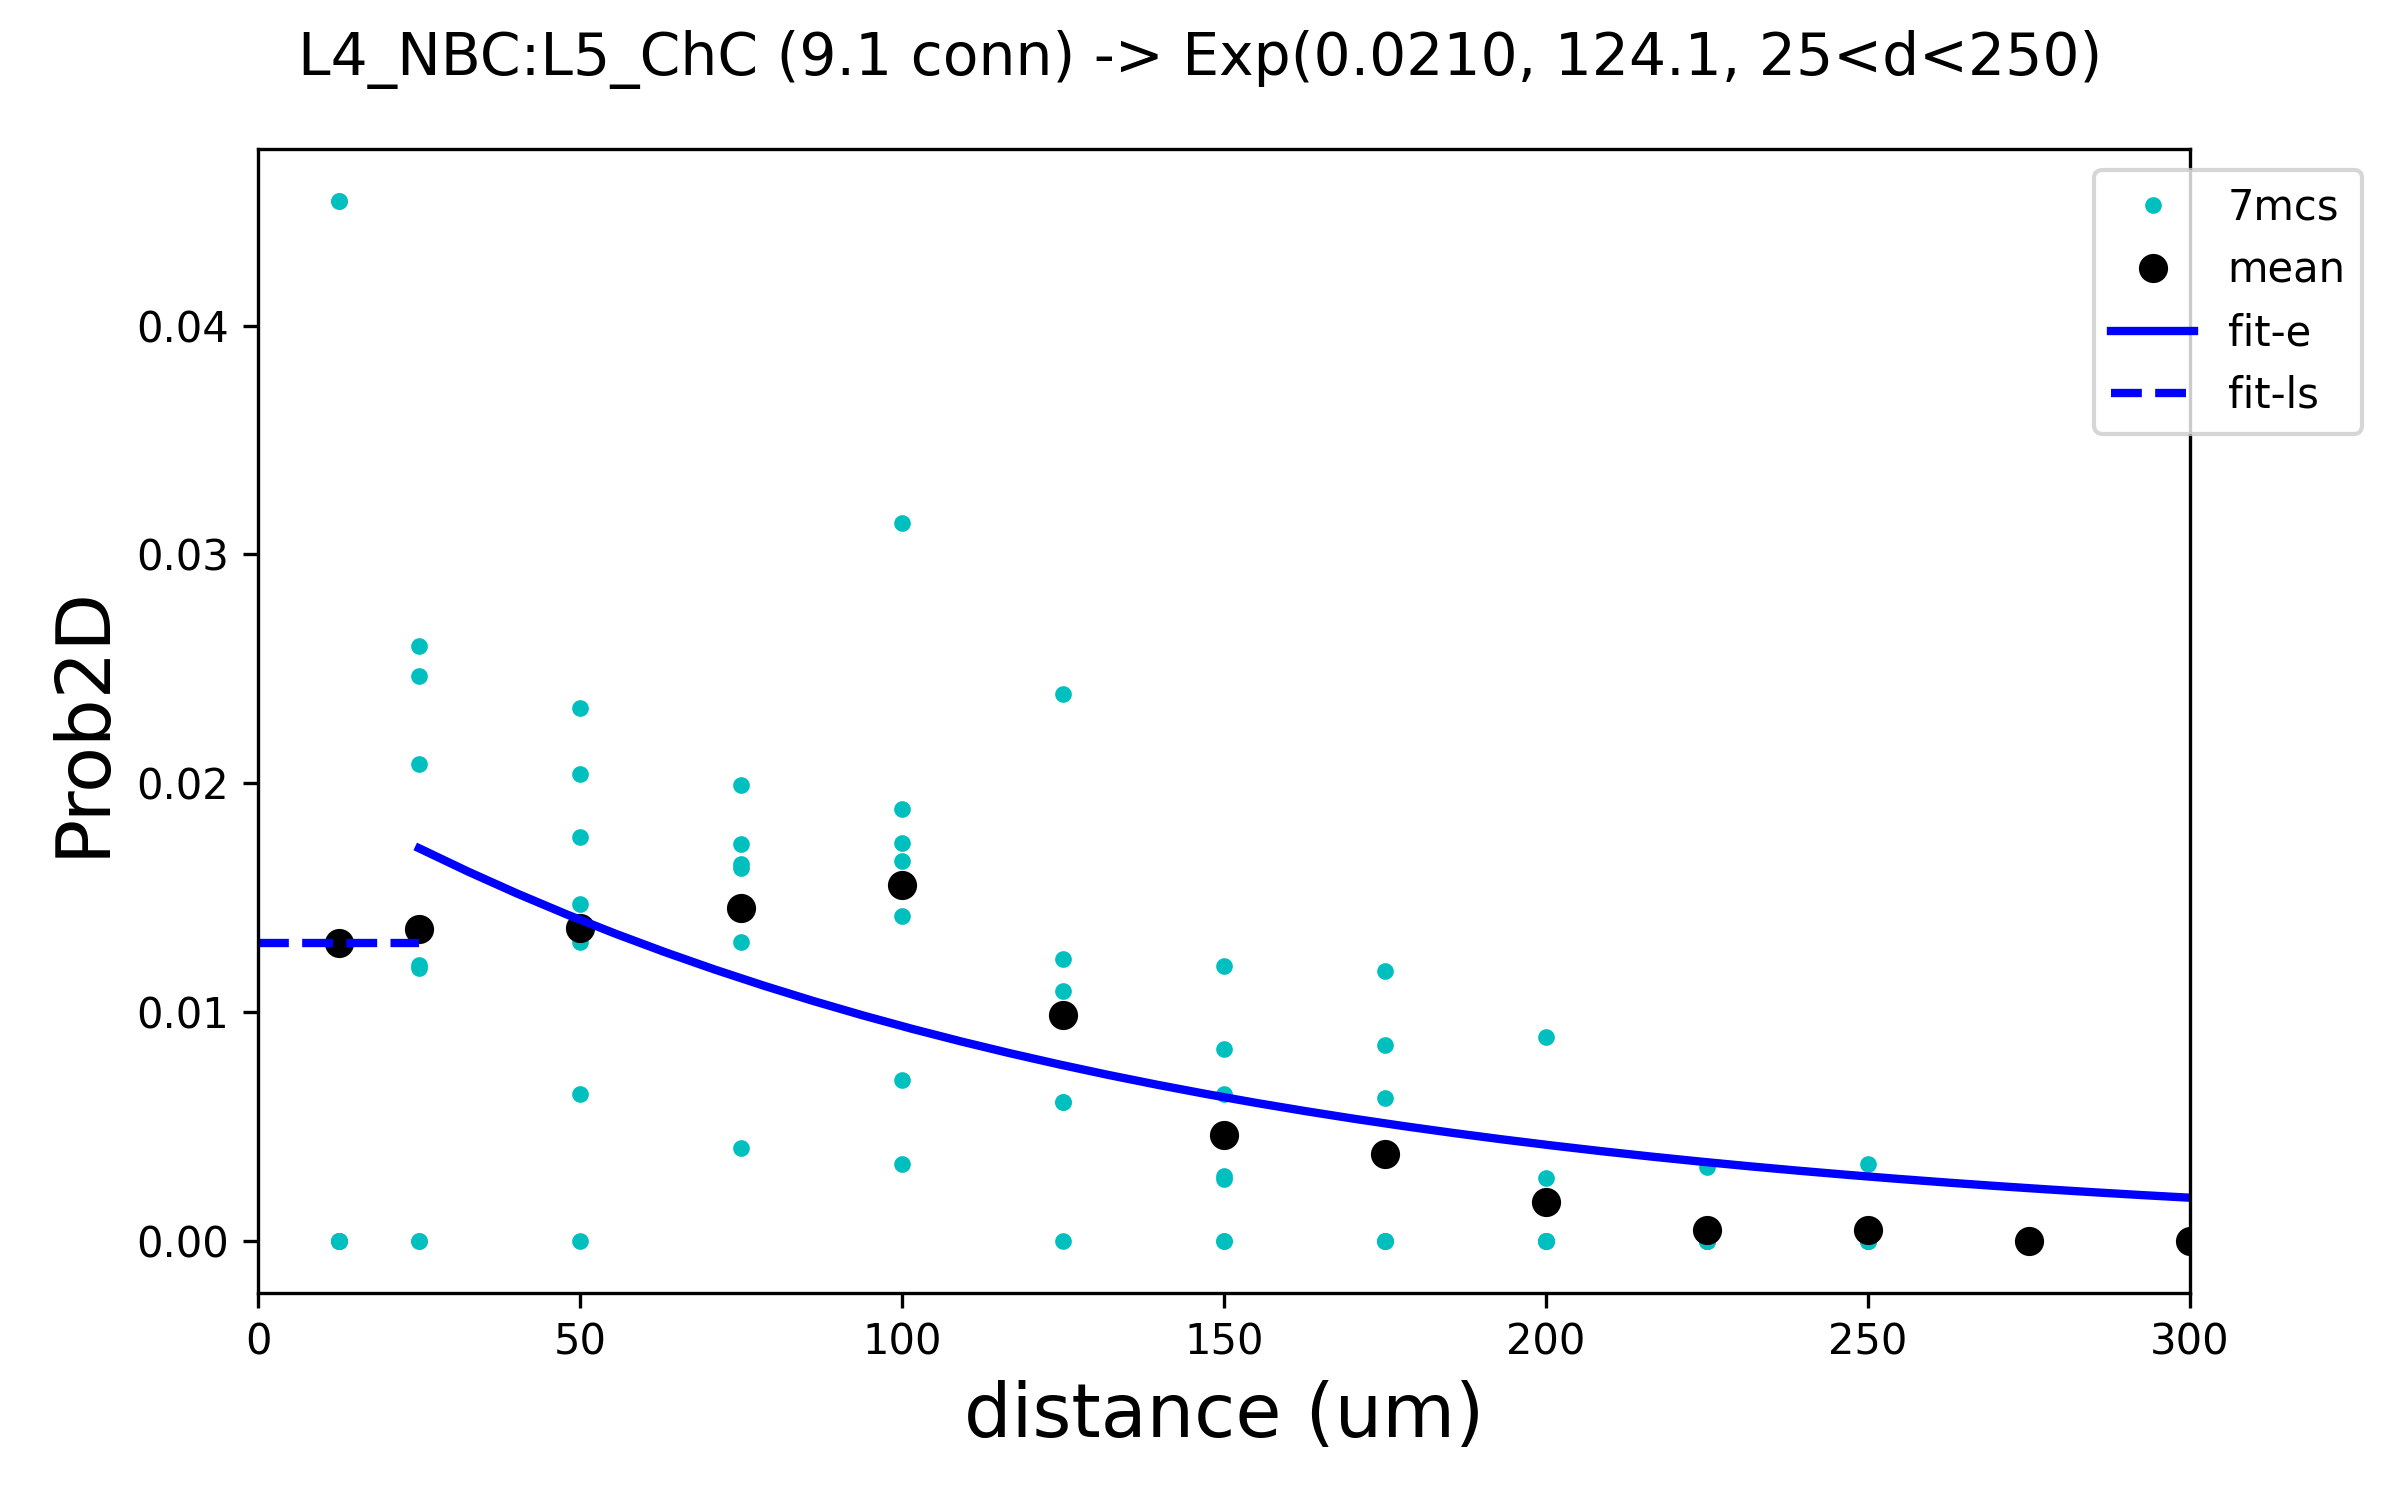 L4_NBC:L5_ChC (9.1 conn) -> Exp(0.0210, 124.1, 25<d<250)
7mcs
mean
fit-e
fit-ls
Prob2D
0.04
0.03
0.02
0.01
0.00
0 50 100 150 200 250 300
distance (um)